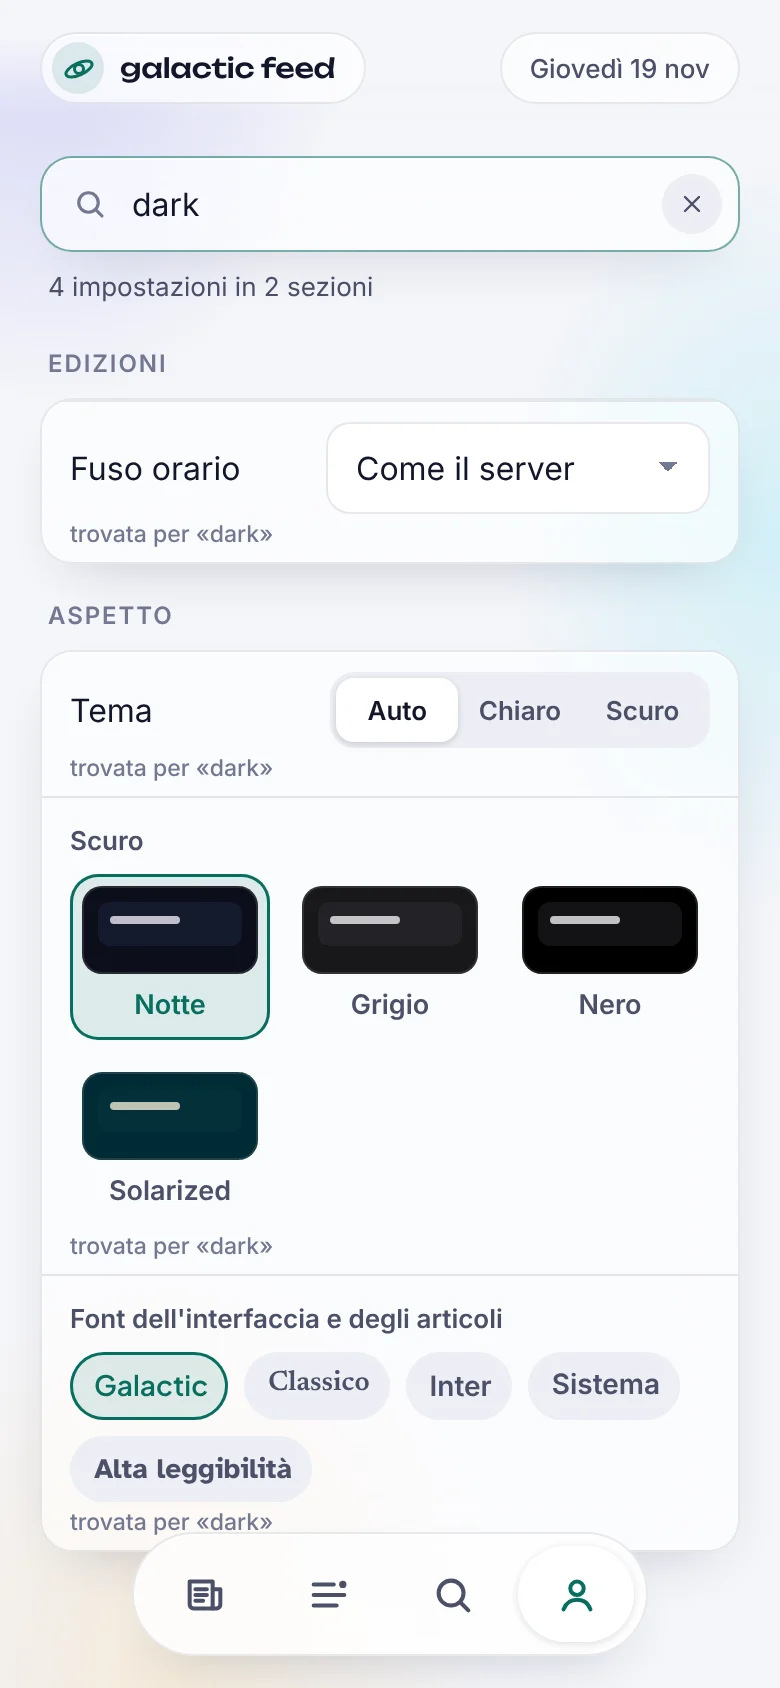 galactic feed
Giovedì 19 nov
dark
4 impostazioni in 2 sezioni
EDIZIONI
Fuso orario
Come il server
trovata per «dark»
ASPETTO
Tema
Auto
Chiaro
Scuro
trovata per «dark»
Scuro
Notte
Grigio
Nero
Solarized
trovata per «dark»
Font dell'interfaccia e degli articoli
Galactic
Classico
Inter
Sistema
Alta leggibilità
trovata per «dark»